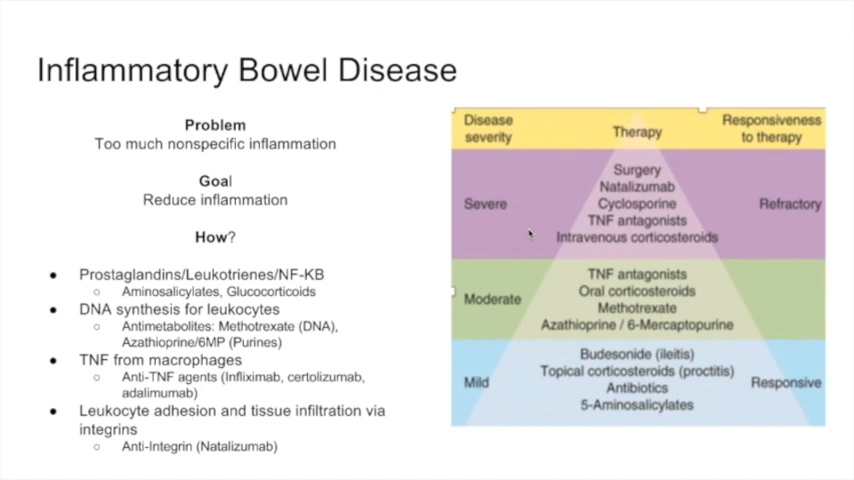 Inflammatory Bowel Disease
Problem
Too much nonspecific inflammation
Goal
Reduce inflammation
How?
● Prostaglandins/Leukotrienes/NF-KB
○ Aminosalicylates, Glucocorticoids
● DNA synthesis for leukocytes
○ Antimetabolites: Methotrexate (DNA),
Azathioprine/6MP (Purines)
● TNF from macrophages
○ Anti-TNF agents (Infliximib, certolizumab,
adalimumab)
● Leukocyte adhesion and tissue infiltration via
integrins
○ Anti-Integrin (Natalizumab)
Disease
severity
Therapy
Responsiveness
to therapy
Severe
Surgery
Natalizumab
Cyclosporine
TNF antagonists
Intravenous corticosteroids
Refractory
Moderate
TNF antagonists
Oral corticosteroids
Methotrexate
Azathioprine / 6-Mercaptopurine
Mild
Budesonide (ileitis)
Topical corticosteroids (proctitis)
Antibiotics
5-Aminosalicylates
Responsive